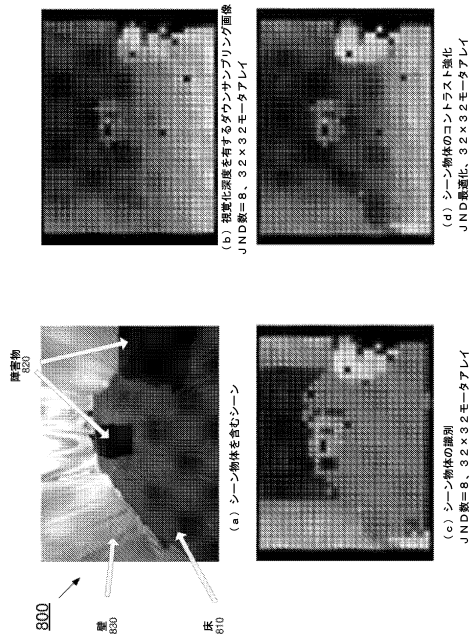 800
障害物
820
壁
830
床
810
(a) シーン物体を含むシーン
(b) 視覚化深度を有するダウンサンプリング画像
JND数=8、32×32モータアレイ
(c) シーン物体の識別
JND数=8、32×32モータアレイ
(d) シーン物体のコントラスト強化
JND最適化、32×32モータアレイ